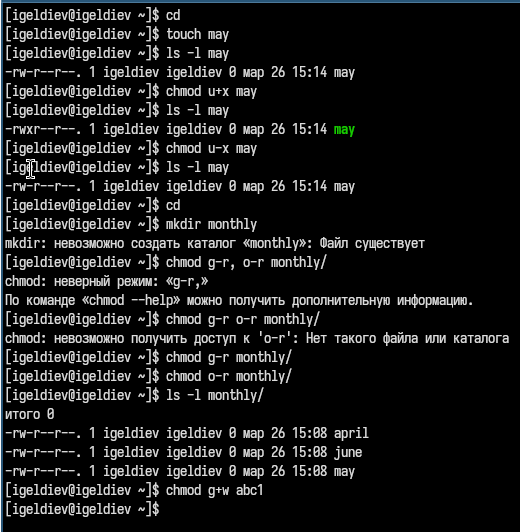 [igeldiev@igeldiev ~]$ cd
[igeldiev@igeldiev ~]$ touch may
[igeldiev@igeldiev ~]$ ls -l may
-rw-r--r--. 1 igeldiev igeldiev 0 мар 26 15:14 may
[igeldiev@igeldiev ~]$ chmod u+x may
[igeldiev@igeldiev ~]$ ls -l may
-rwxr--r--. 1 igeldiev igeldiev 0 мар 26 15:14 may
[igeldiev@igeldiev ~]$ chmod u-x may
[igeldiev@igeldiev ~]$ ls -l may
-rw-r--r--. 1 igeldiev igeldiev 0 мар 26 15:14 may
[igeldiev@igeldiev ~]$ cd
[igeldiev@igeldiev ~]$ mkdir monthly
mkdir: невозможно создать каталог «monthly»: Файл существует
[igeldiev@igeldiev ~]$ chmod g-r, o-r monthly/
chmod: неверный режим: «g-r,»
По команде «chmod --help» можно получить дополнительную информацию.
[igeldiev@igeldiev ~]$ chmod g-r o-r monthly/
chmod: невозможно получить доступ к 'o-r': Нет такого файла или каталога
[igeldiev@igeldiev ~]$ chmod g-r monthly/
[igeldiev@igeldiev ~]$ chmod o-r monthly/
[igeldiev@igeldiev ~]$ ls -l monthly/
итого 0
-rw-r--r--. 1 igeldiev igeldiev 0 мар 26 15:08 april
-rw-r--r--. 1 igeldiev igeldiev 0 мар 26 15:08 june
-rw-r--r--. 1 igeldiev igeldiev 0 мар 26 15:08 may
[igeldiev@igeldiev ~]$ chmod g+w abc1
[igeldiev@igeldiev ~]$